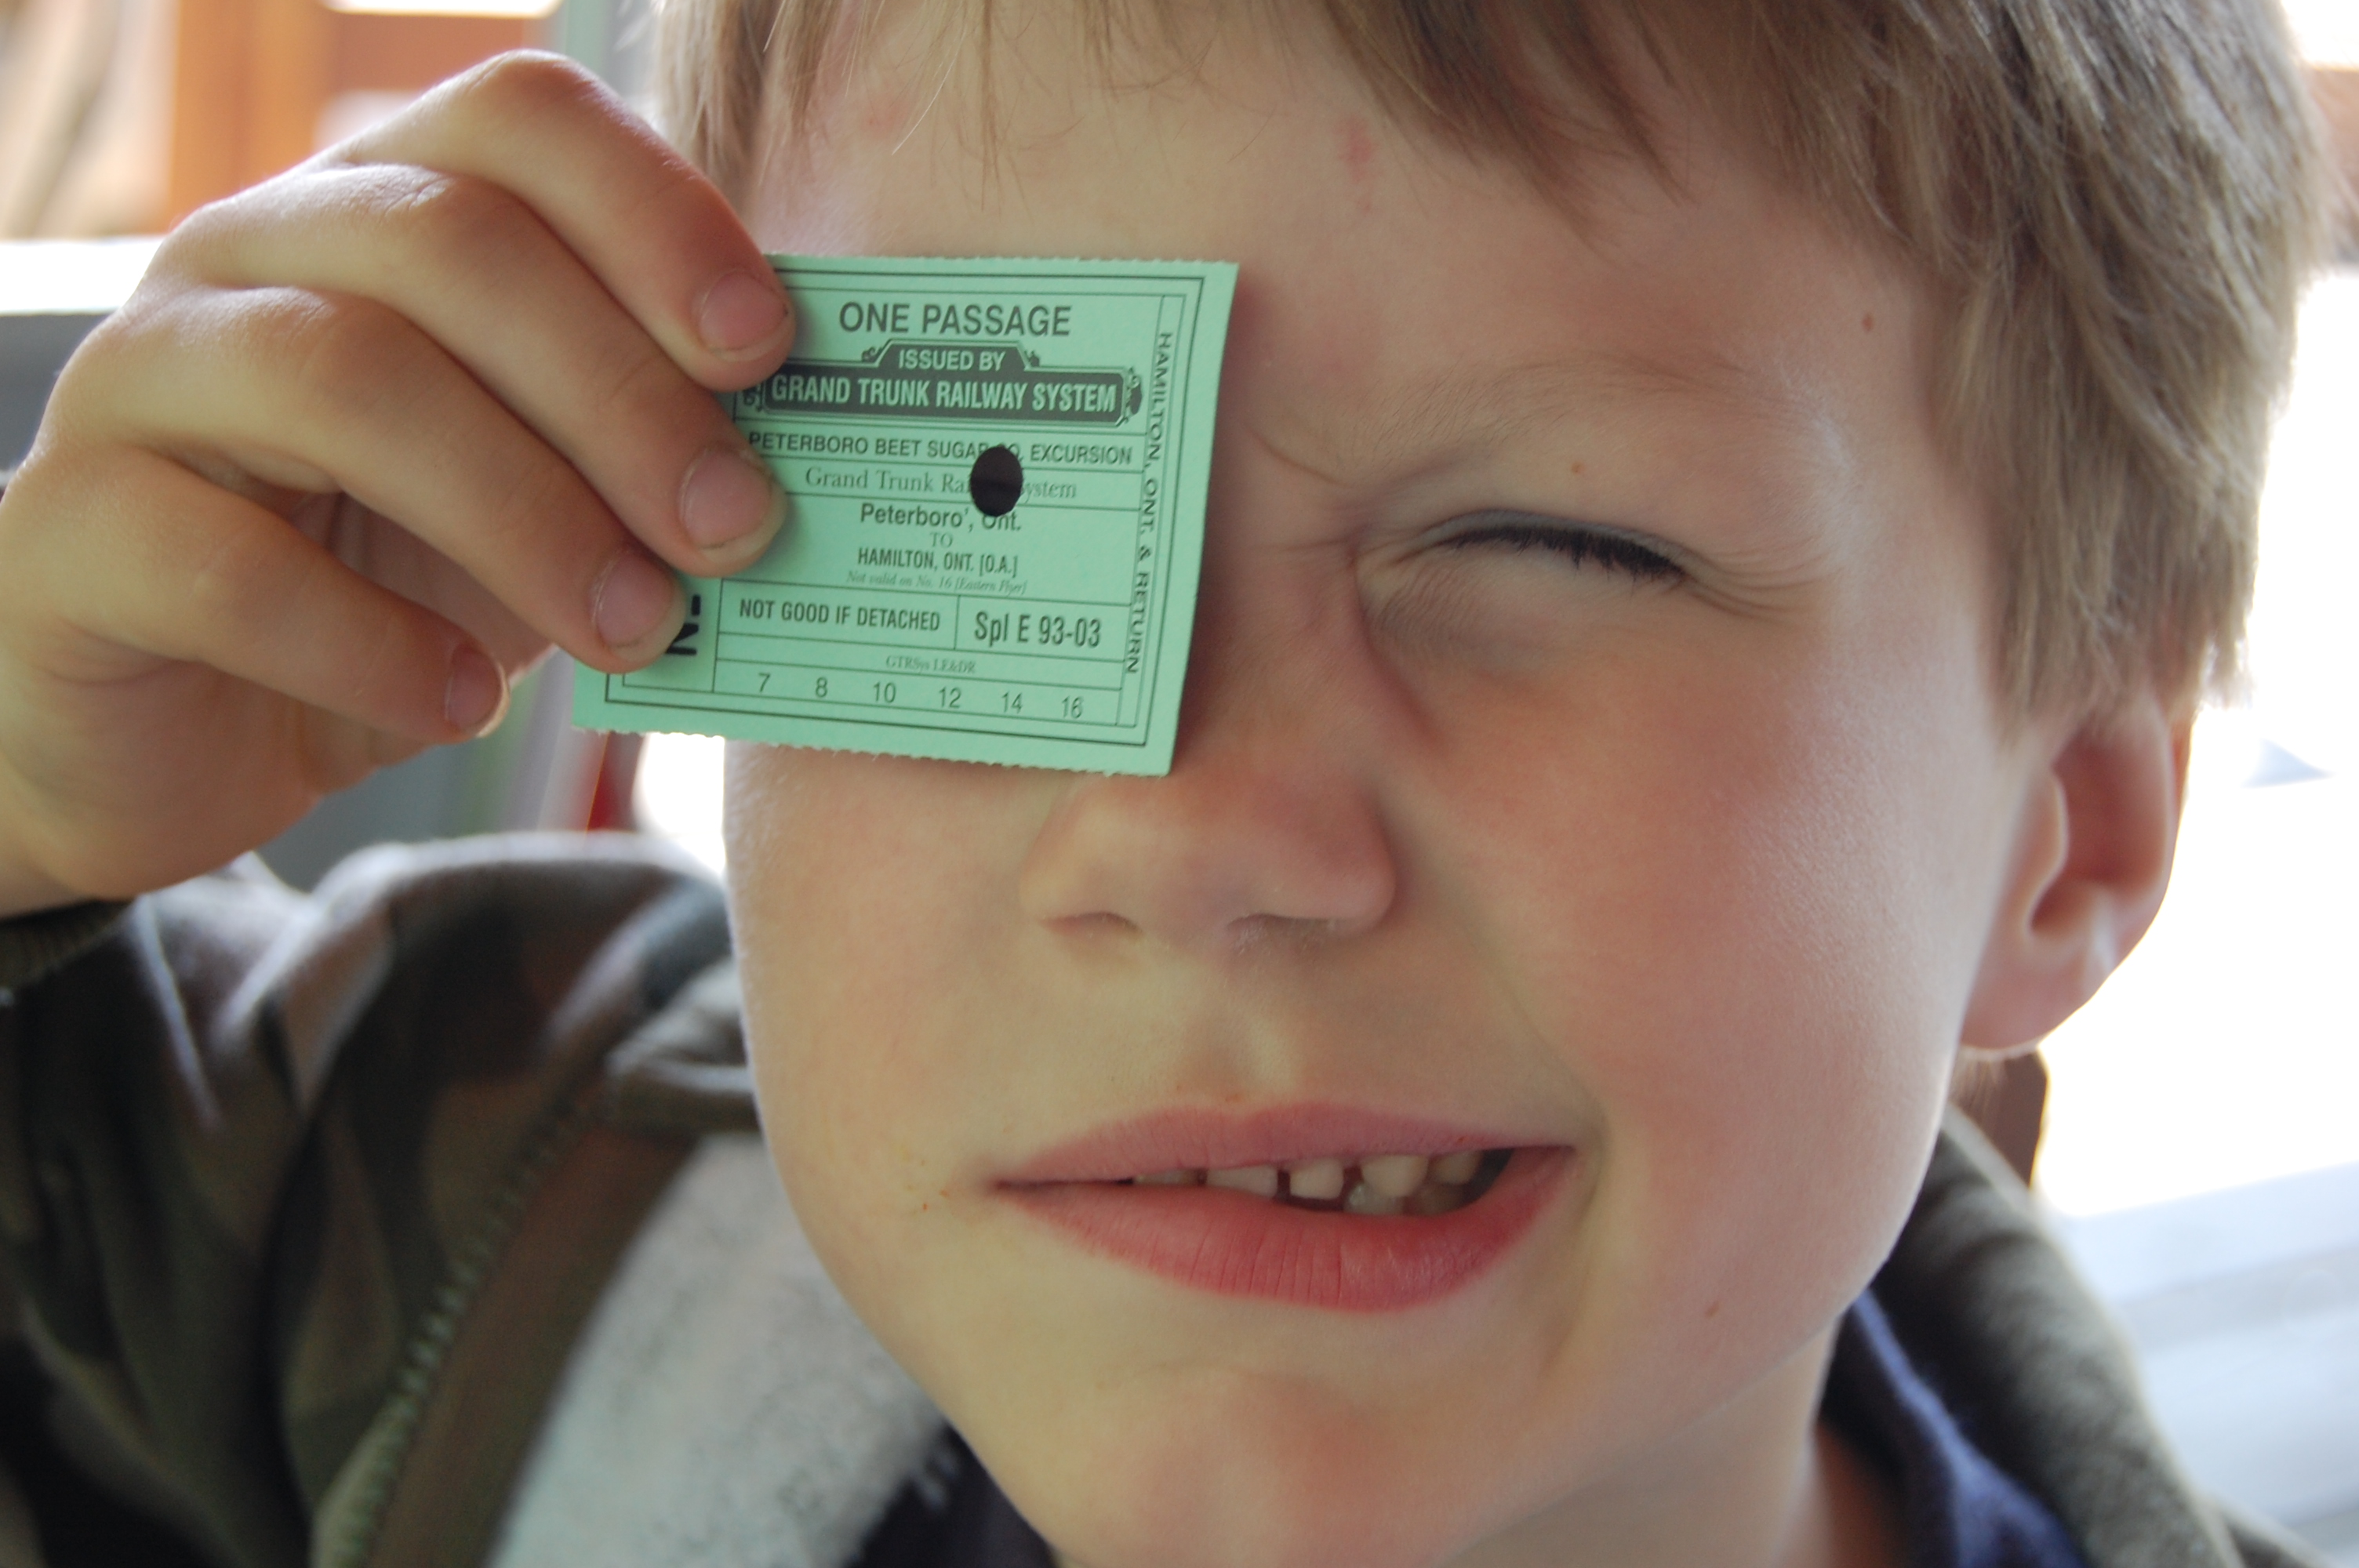 ONE PASSAGE
ISSUED BY
GRAND TRUNK RAILWAY SYSTEM
PETERBORO BEET SUGAR CO. EXCURSION
Grand Trunk
Peterboro', Ont.
TO
HAMILTON, ONT. [O.A.]
Not valid on No. 16 [Eastern Flyer]
NOT GOOD IF DETACHED
Spl E 93-03
GTRSys LE&DR
7 8 10 12 14 16
HAMILTON, ONT. & RETURN